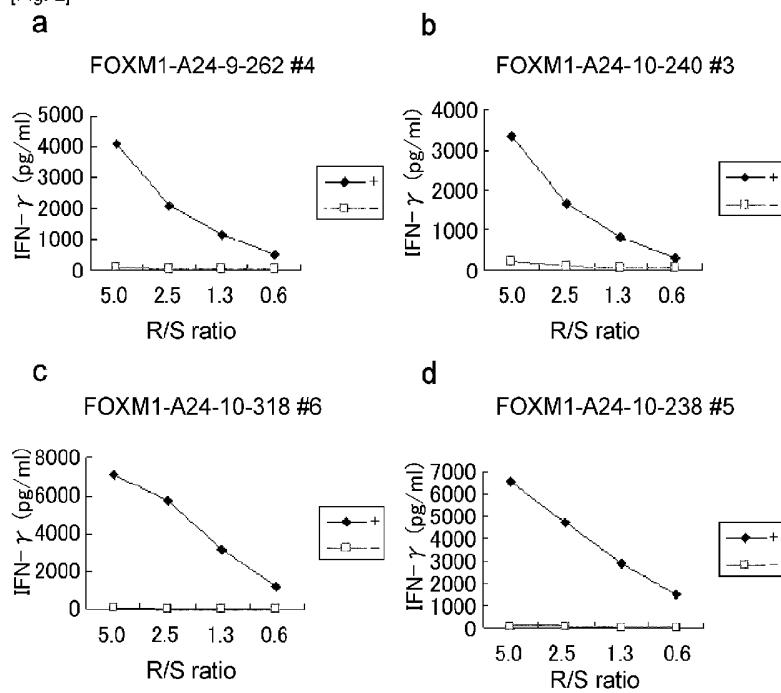 a
FOXM1-A24-9-262 #4
IFN-γ (pg/ml)
5000
4000
3000
2000
1000
0
5.0 2.5 1.3 0.6
R/S ratio
+
−
b
FOXM1-A24-10-240 #3
IFN-γ (pg/ml)
4000
3000
2000
1000
0
5.0 2.5 1.3 0.6
R/S ratio
+
−
c
FOXM1-A24-10-318 #6
IFN-γ (pg/ml)
8000
6000
4000
2000
0
5.0 2.5 1.3 0.6
R/S ratio
+
−
d
FOXM1-A24-10-238 #5
IFN-γ (pg/ml)
7000
6000
5000
4000
3000
2000
1000
0
5.0 2.5 1.3 0.6
R/S ratio
+
−